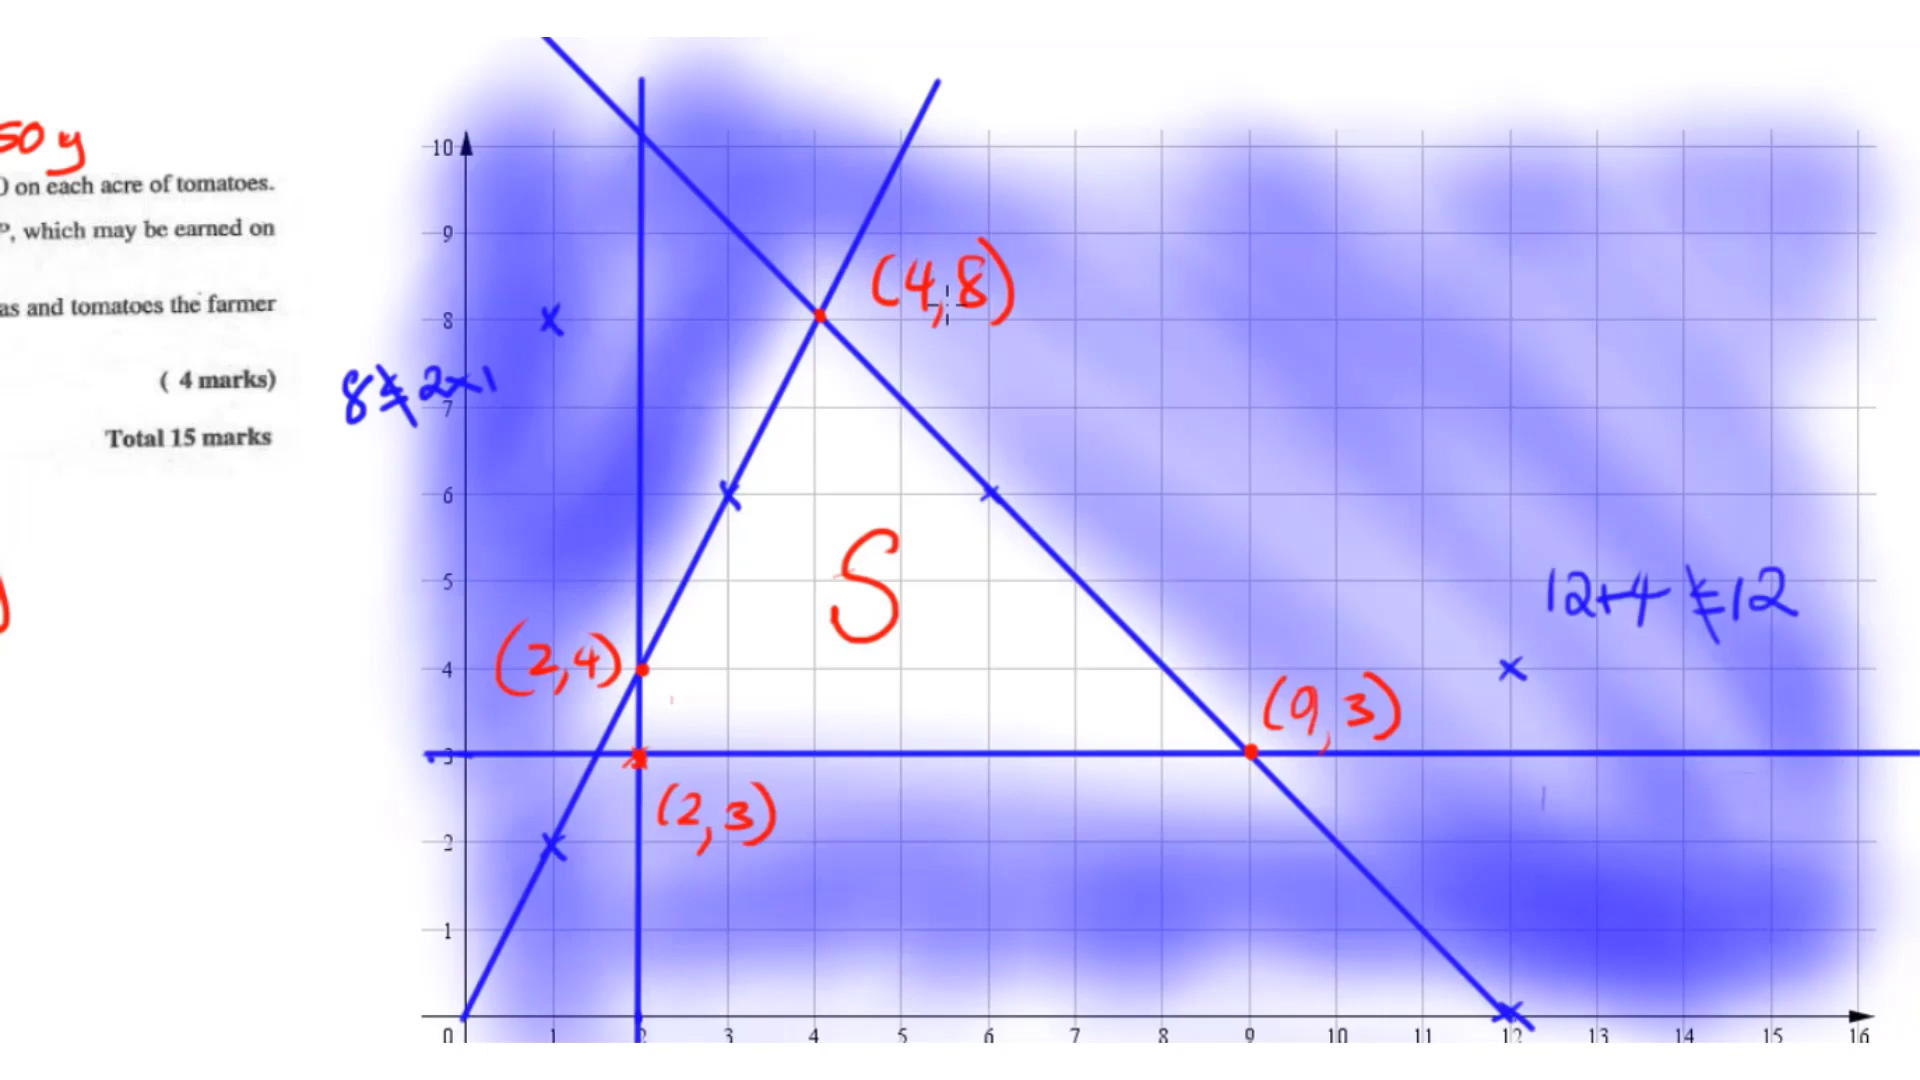 50 y
) on each acre of tomatoes.
P, which may be earned on
as and tomatoes the farmer
( 4 marks)
Total 15 marks
10
9
8
7
6
5
4
3
2
1
0 1 2 3 4 5 6 7 8 9 10 11 12 13 14 15 16
(4,8)
8≰2×1
S
12+4 ≰12
(2,4)
(9,3)
(2,3)